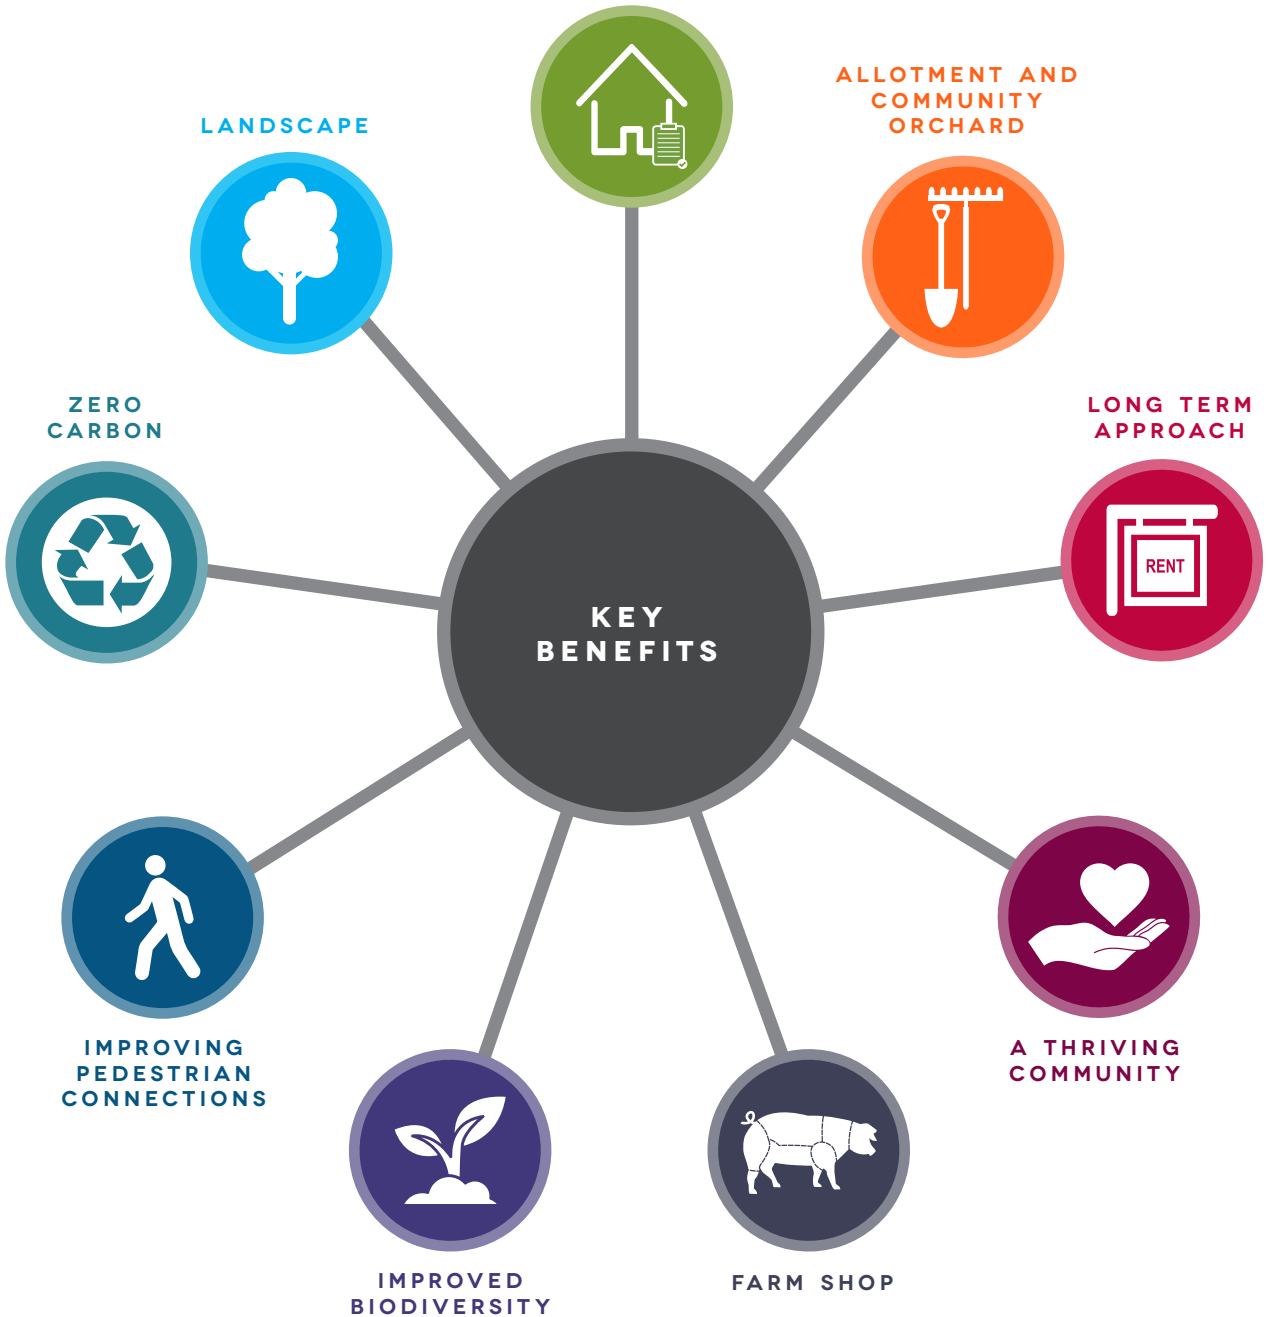 ALLOTMENT AND
COMMUNITY
ORCHARD
LANDSCAPE
ZERO
CARBON
LONG TERM
APPROACH
RENT
KEY
BENEFITS
IMPROVING
PEDESTRIAN
CONNECTIONS
A THRIVING
COMMUNITY
IMPROVED
BIODIVERSITY
FARM SHOP